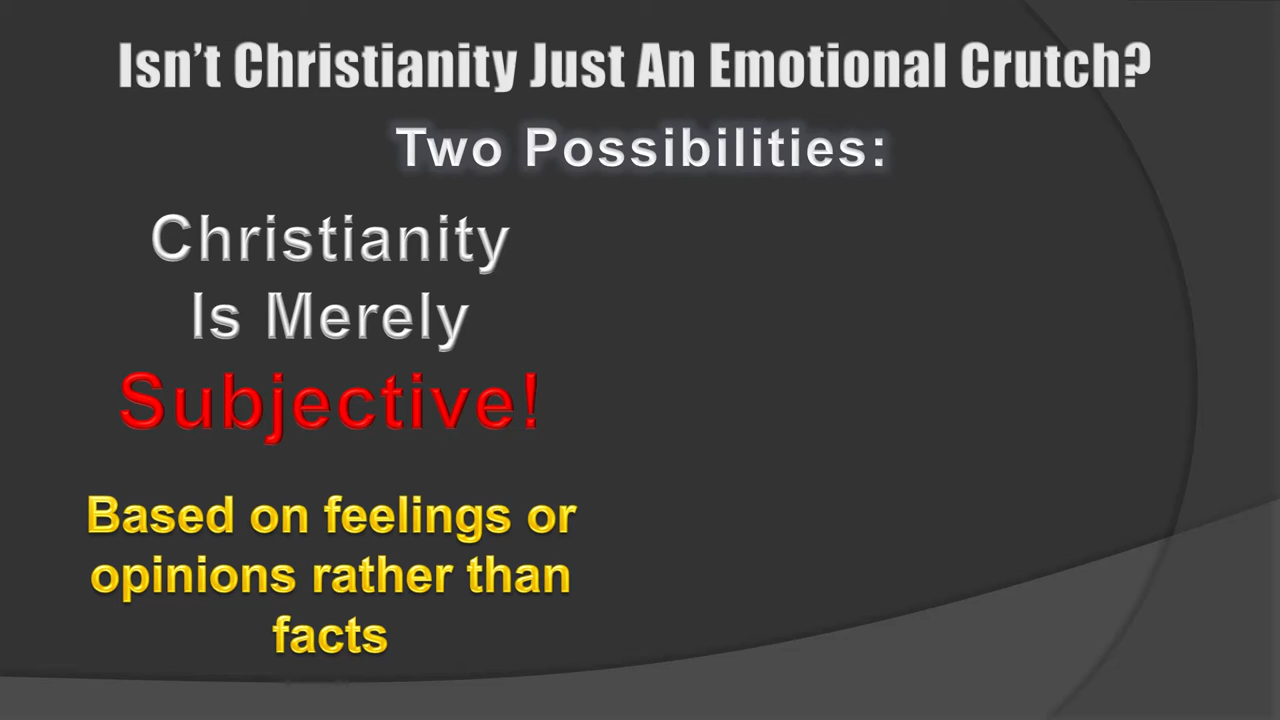 Isn’t Christianity Just An Emotional Crutch?
Two Possibilities:
Christianity
Is Merely
Subjective!
Based on feelings or
opinions rather than
facts